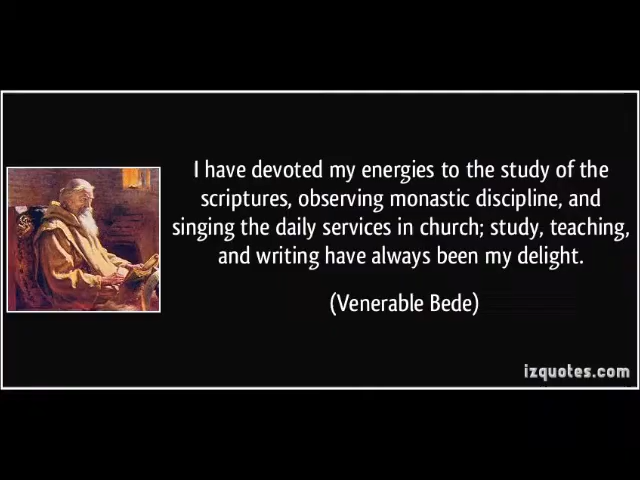 I have devoted my energies to the study of the
scriptures, observing monastic discipline, and
singing the daily services in church; study, teaching,
and writing have always been my delight.
(Venerable Bede)
izquotes.com